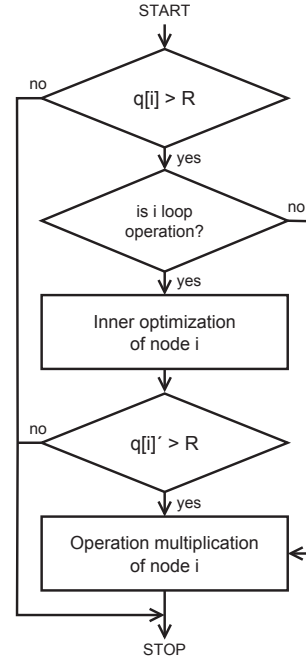 START
no
q[i] > R
yes
is i loop
operation?
no
yes
Inner optimization
of node i
no
q[i]´ > R
yes
Operation multiplication
of node i
STOP